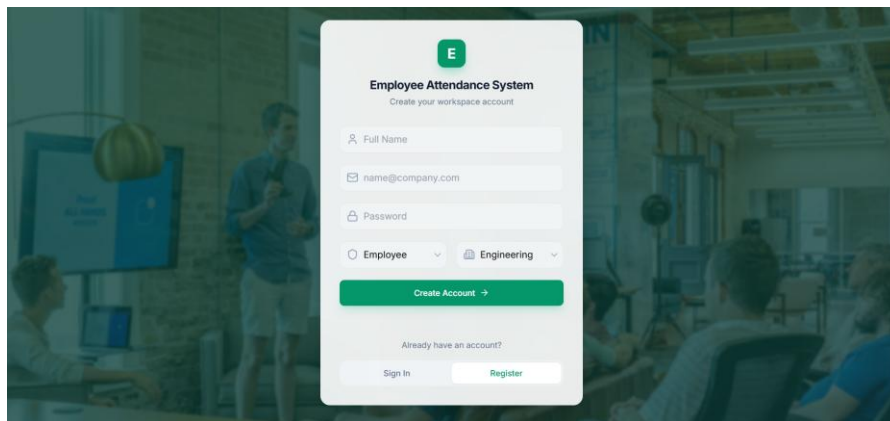 E
Employee Attendance System
Create your workspace account
Full Name
name@company.com
Password
Employee
Engineering
Create Account →
Already have an account?
Sign In
Register